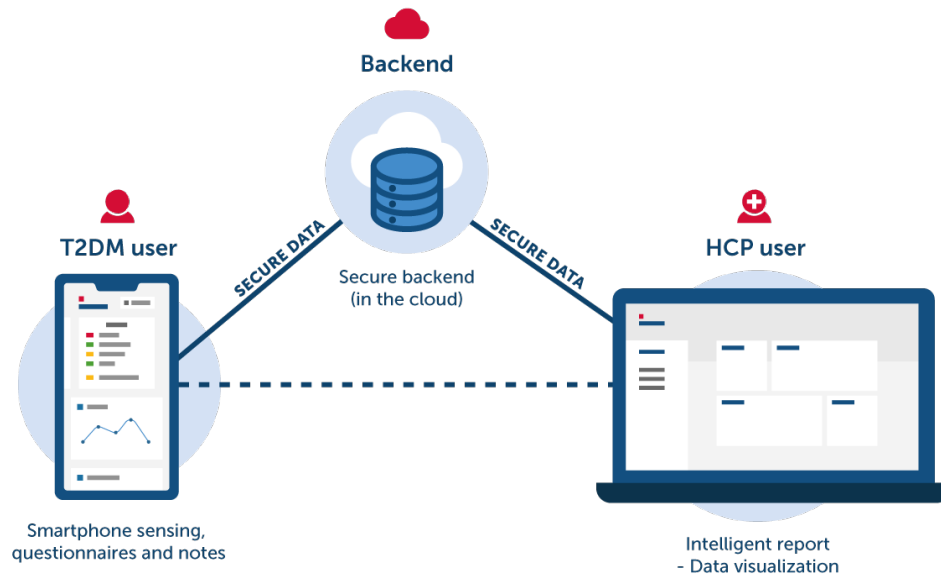 Backend
T2DM user
HCP user
SECURE DATA
SECURE DATA
Secure backend
(in the cloud)
Smartphone sensing,
questionnaires and notes
Intelligent report
- Data visualization